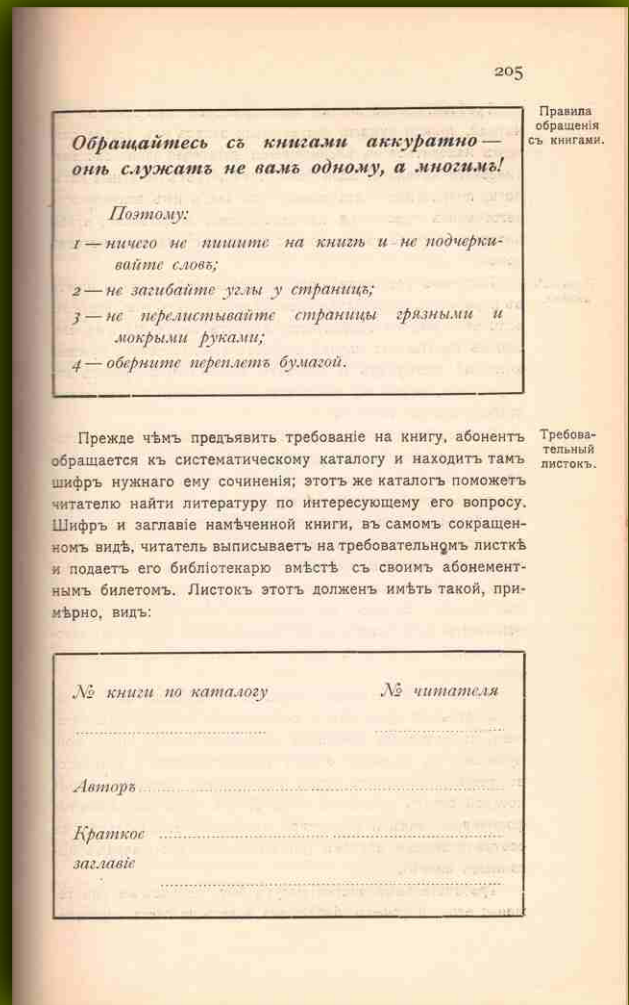 205
Правила
обращенія
съ книгами.
Обращайтесь съ книгами аккуратно —
онѣ служатъ не вамъ одному, а многимъ!
Поэтому:
1 — ничего не пишите на книгѣ и не подчерки-
вайте словъ;
2 — не загибайте углы у страницъ;
3 — не перелистывайте страницы грязными и
мокрыми руками;
4 — оберните переплетъ бумагой.
Прежде чѣмъ предъявить требованіе на книгу, абонентъ
обращается къ систематическому каталогу и находитъ тамъ
шифръ нужнаго ему сочиненія; этотъ же каталогъ поможетъ
читателю найти литературу по интересующему его вопросу.
Шифръ и заглавіе намѣченной книги, въ самомъ сокращен-
номъ видѣ, читатель выписываетъ на требовательномъ листкѣ
и подаетъ его библіотекарю вмѣстѣ съ своимъ абонемент-
нымъ билетомъ. Листокъ этотъ долженъ имѣть такой, при-
мѣрно, видъ:
Требова-
тельный
листокъ.
№ книги по каталогу № читателя
Авторъ
Краткое
заглавіе